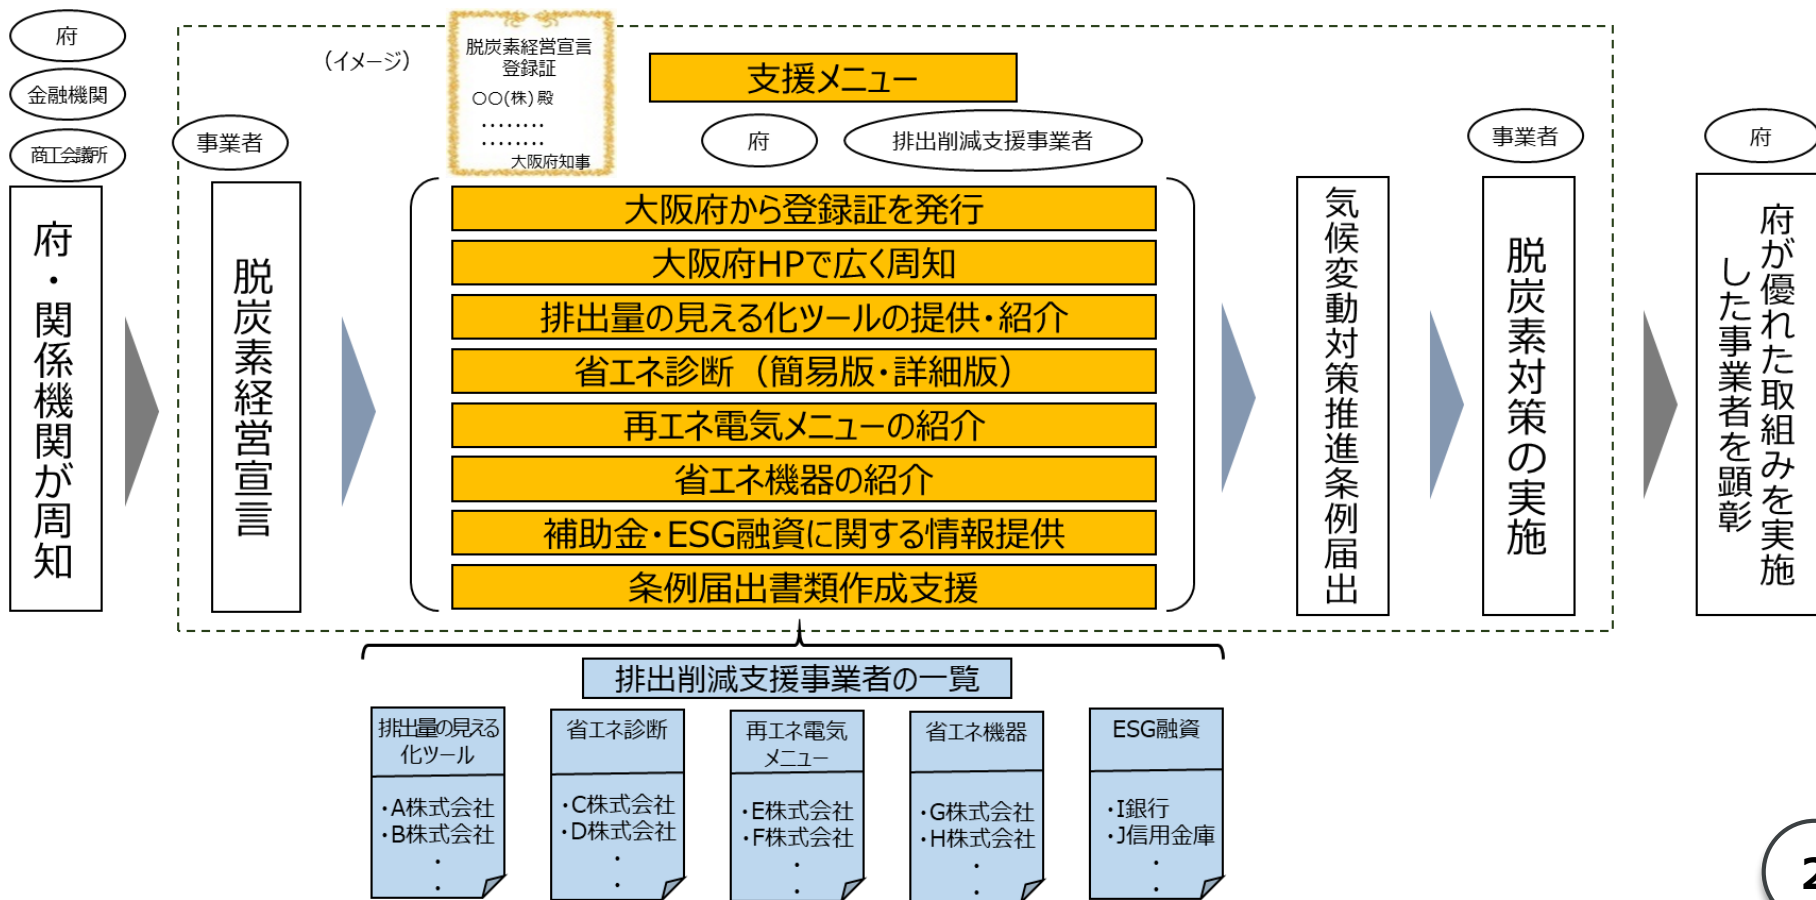 府
金融機関
商工会議所
府・関係機関が周知
事業者
脱炭素経営宣言
（イメージ）
脱炭素経営宣言
登録証
〇〇(株)殿
‥‥‥‥
‥‥‥‥
大阪府知事
支援メニュー
府
排出削減支援事業者
大阪府から登録証を発行
大阪府HPで広く周知
排出量の見える化ツールの提供・紹介
省エネ診断（簡易版・詳細版）
再エネ電気メニューの紹介
省エネ機器の紹介
補助金・ESG融資に関する情報提供
条例届出書類作成支援
気候変動対策推進条例届出
事業者
脱炭素対策の実施
府
府が優れた取組みを実施
した事業者を顕彰
排出削減支援事業者の一覧
排出量の見える
化ツール
・A株式会社
・B株式会社
・
・
省エネ診断
・C株式会社
・D株式会社
・
・
再エネ電気
メニュー
・E株式会社
・F株式会社
・
・
省エネ機器
・G株式会社
・H株式会社
・
・
ESG融資
・I銀行
・J信用金庫
・
・
2